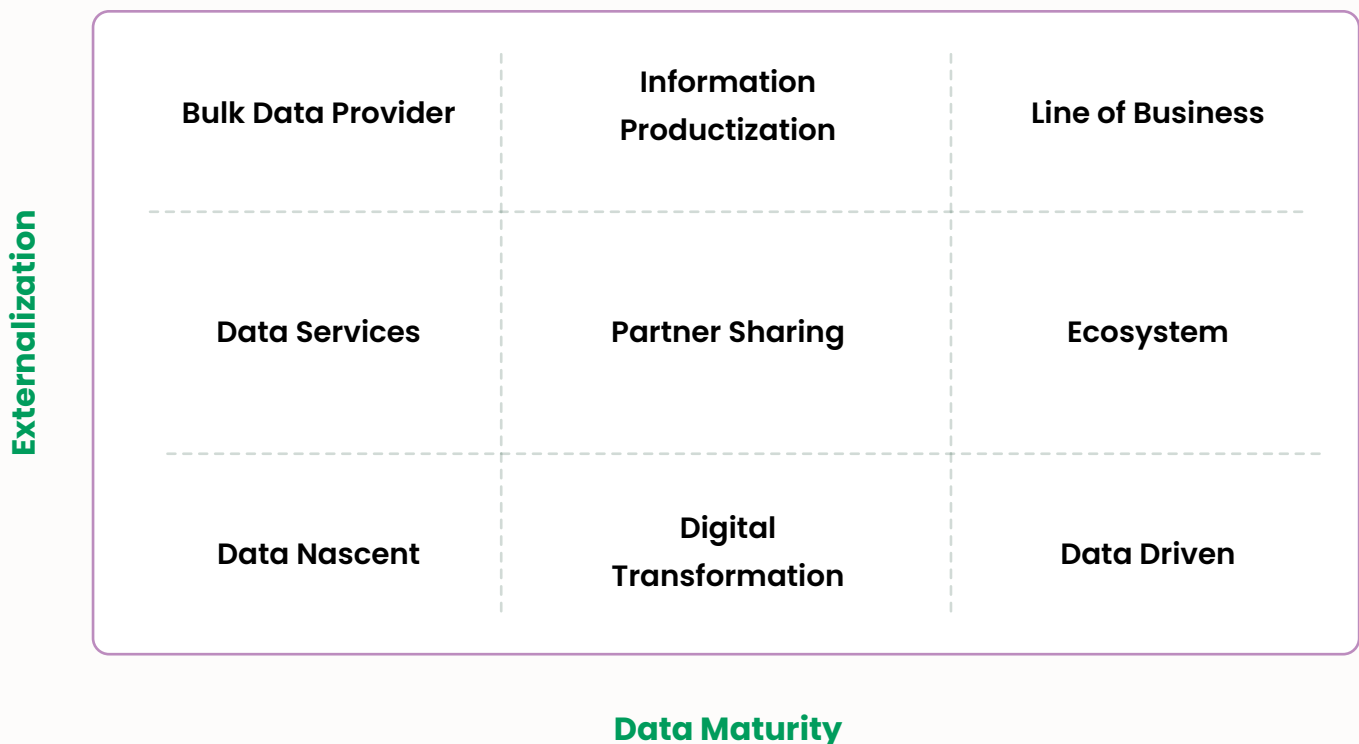 Externalization
Bulk Data Provider
Information
Productization
Line of Business
Data Services
Partner Sharing
Ecosystem
Data Nascent
Digital
Transformation
Data Driven
Data Maturity